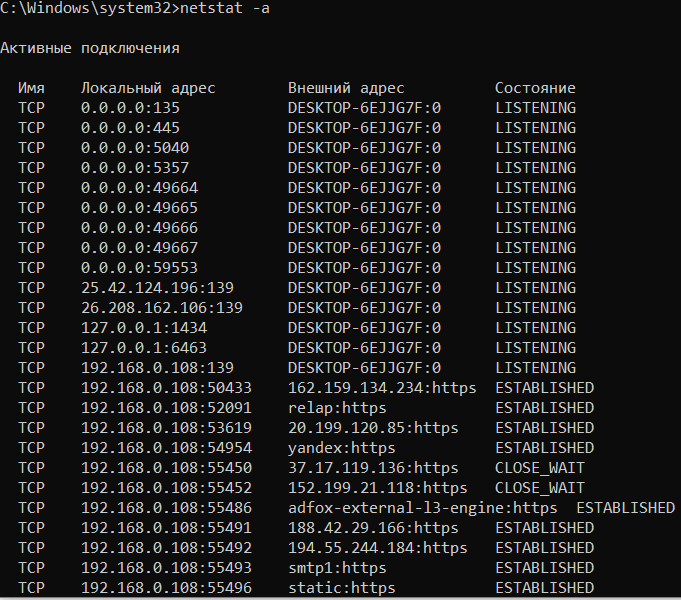 C:\Windows\system32>netstat -a
Активные подключения
Имя Локальный адрес Внешний адрес Состояние
TCP 0.0.0.0:135 DESKTOP-6EJJG7F:0 LISTENING
TCP 0.0.0.0:445 DESKTOP-6EJJG7F:0 LISTENING
TCP 0.0.0.0:5040 DESKTOP-6EJJG7F:0 LISTENING
TCP 0.0.0.0:5357 DESKTOP-6EJJG7F:0 LISTENING
TCP 0.0.0.0:49664 DESKTOP-6EJJG7F:0 LISTENING
TCP 0.0.0.0:49665 DESKTOP-6EJJG7F:0 LISTENING
TCP 0.0.0.0:49666 DESKTOP-6EJJG7F:0 LISTENING
TCP 0.0.0.0:49667 DESKTOP-6EJJG7F:0 LISTENING
TCP 0.0.0.0:59553 DESKTOP-6EJJG7F:0 LISTENING
TCP 25.42.124.196:139 DESKTOP-6EJJG7F:0 LISTENING
TCP 26.208.162.106:139 DESKTOP-6EJJG7F:0 LISTENING
TCP 127.0.0.1:1434 DESKTOP-6EJJG7F:0 LISTENING
TCP 127.0.0.1:6463 DESKTOP-6EJJG7F:0 LISTENING
TCP 192.168.0.108:139 DESKTOP-6EJJG7F:0 LISTENING
TCP 192.168.0.108:50433 162.159.134.234:https ESTABLISHED
TCP 192.168.0.108:52091 relap:https ESTABLISHED
TCP 192.168.0.108:53619 20.199.120.85:https ESTABLISHED
TCP 192.168.0.108:54954 yandex:https ESTABLISHED
TCP 192.168.0.108:55450 37.17.119.136:https CLOSE_WAIT
TCP 192.168.0.108:55452 152.199.21.118:https CLOSE_WAIT
TCP 192.168.0.108:55486 adfox-external-l3-engine:https ESTABLISHED
TCP 192.168.0.108:55491 188.42.29.166:https ESTABLISHED
TCP 192.168.0.108:55492 194.55.244.184:https ESTABLISHED
TCP 192.168.0.108:55493 smtp1:https ESTABLISHED
TCP 192.168.0.108:55496 static:https ESTABLISHED